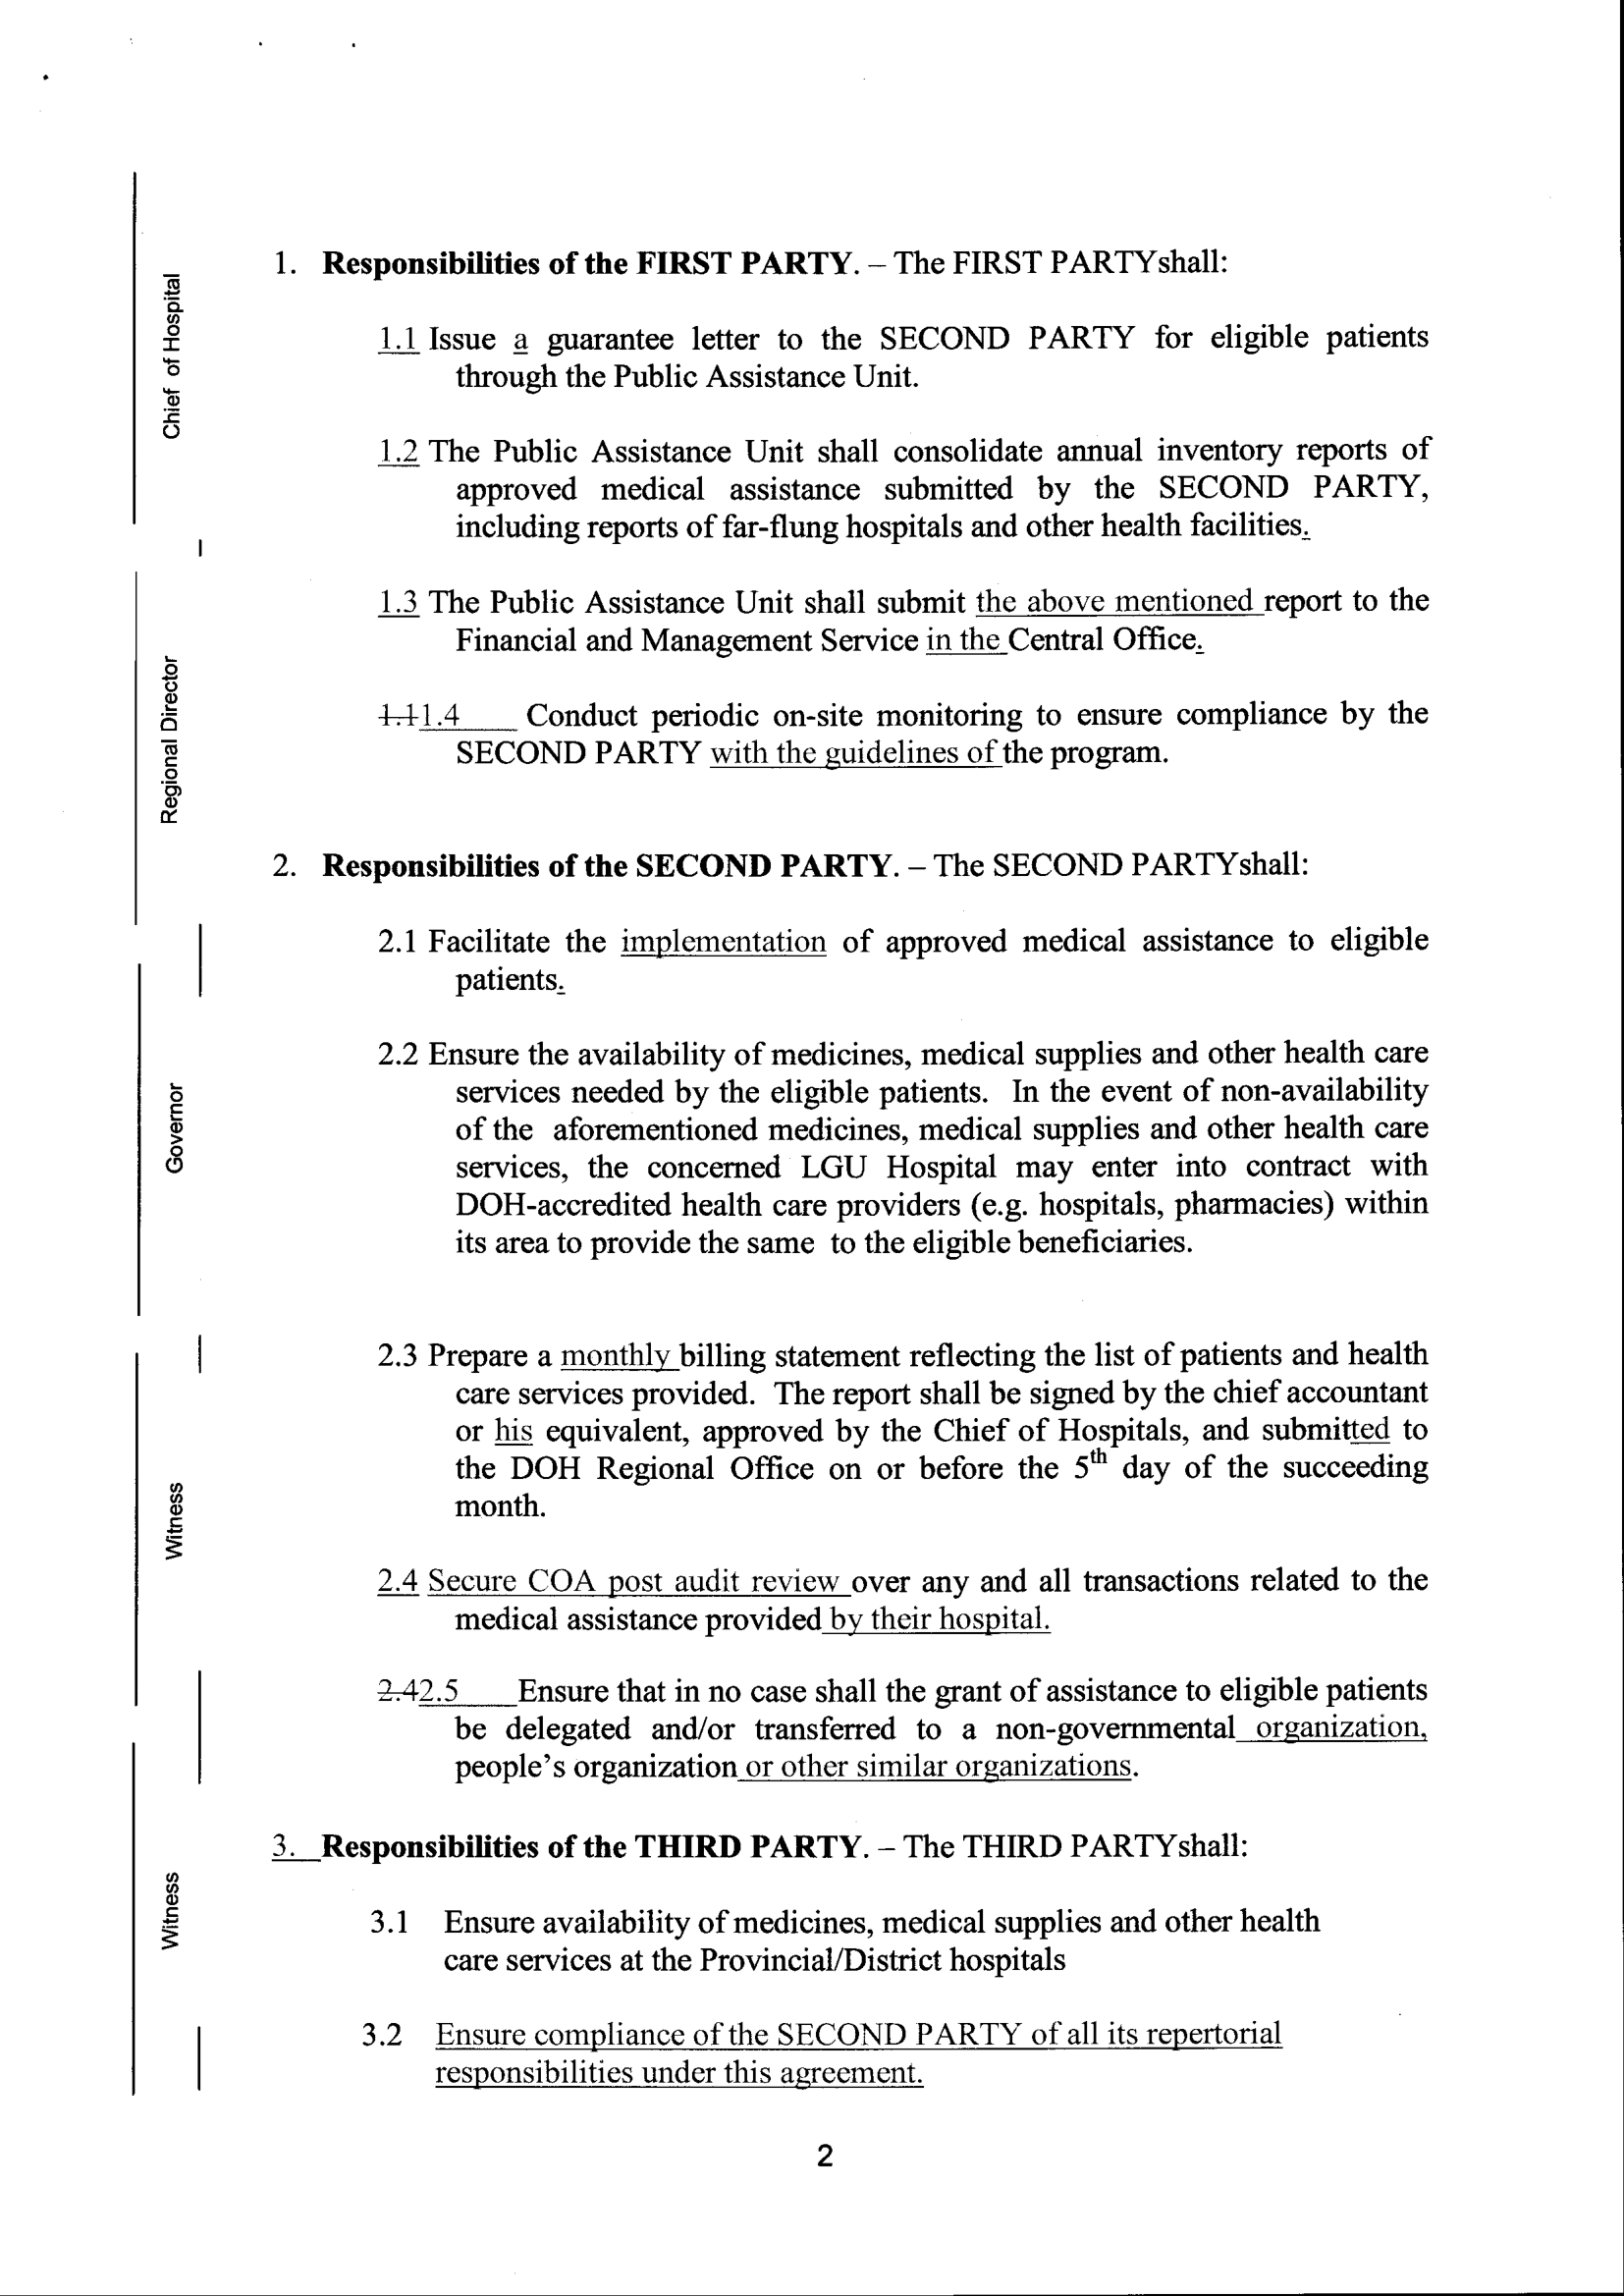 1. Responsibilities of the FIRST PARTY. – The FIRST PARTYshall:
1.1 Issue a guarantee letter to the SECOND PARTY for eligible patients
through the Public Assistance Unit.
1.2 The Public Assistance Unit shall consolidate annual inventory reports of
approved medical assistance submitted by the SECOND PARTY,
including reports of far-flung hospitals and other health facilities.
1.3 The Public Assistance Unit shall submit the above mentioned report to the
Financial and Management Service in the Central Office.
1.11.4 Conduct periodic on-site monitoring to ensure compliance by the
SECOND PARTY with the guidelines of the program.
2. Responsibilities of the SECOND PARTY. – The SECOND PARTYshall:
2.1 Facilitate the implementation of approved medical assistance to eligible
patients.
2.2 Ensure the availability of medicines, medical supplies and other health care
services needed by the eligible patients. In the event of non-availability
of the aforementioned medicines, medical supplies and other health care
services, the concerned LGU Hospital may enter into contract with
DOH-accredited health care providers (e.g. hospitals, pharmacies) within
its area to provide the same to the eligible beneficiaries.
2.3 Prepare a monthly billing statement reflecting the list of patients and health
care services provided. The report shall be signed by the chief accountant
or his equivalent, approved by the Chief of Hospitals, and submitted to
the DOH Regional Office on or before the 5th day of the succeeding
month.
2.4 Secure COA post audit review over any and all transactions related to the
medical assistance provided by their hospital.
2.42.5 Ensure that in no case shall the grant of assistance to eligible patients
be delegated and/or transferred to a non-governmental organization,
people's organization or other similar organizations.
3. Responsibilities of the THIRD PARTY. – The THIRD PARTYshall:
3.1 Ensure availability of medicines, medical supplies and other health
care services at the Provincial/District hospitals
3.2 Ensure compliance of the SECOND PARTY of all its repertorial
responsibilities under this agreement.
2
Chief of Hospital
Regional Director
Governor
Witness
Witness